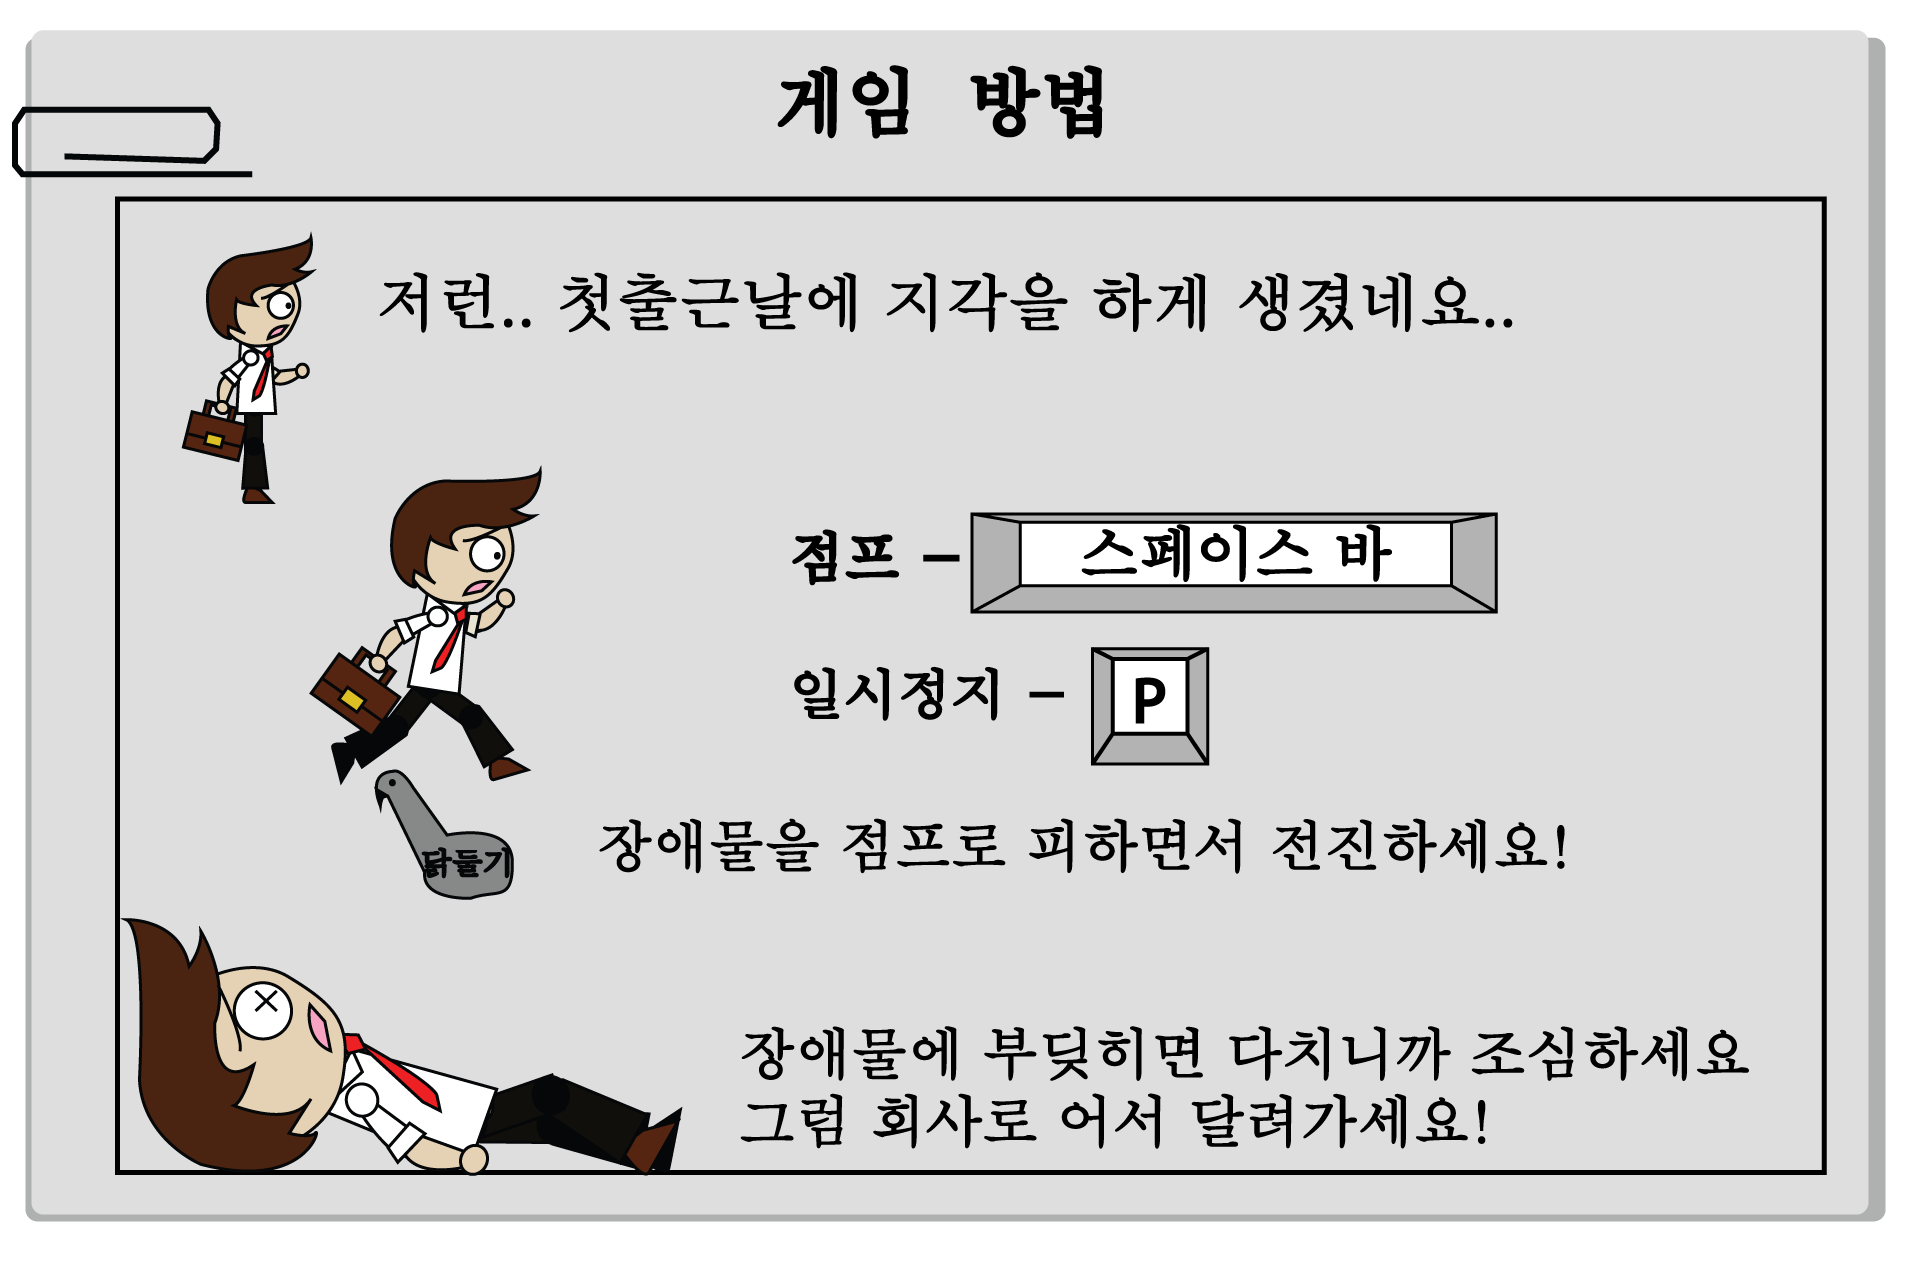 게임 방법
저런.. 첫출근날에 지각을 하게 생겼네요..
점프 – 스페이스 바
일시정지 – P
닭둘기
장애물을 점프로 피하면서 전진하세요!
장애물에 부딪히면 다치니까 조심하세요
그럼 회사로 어서 달려가세요!